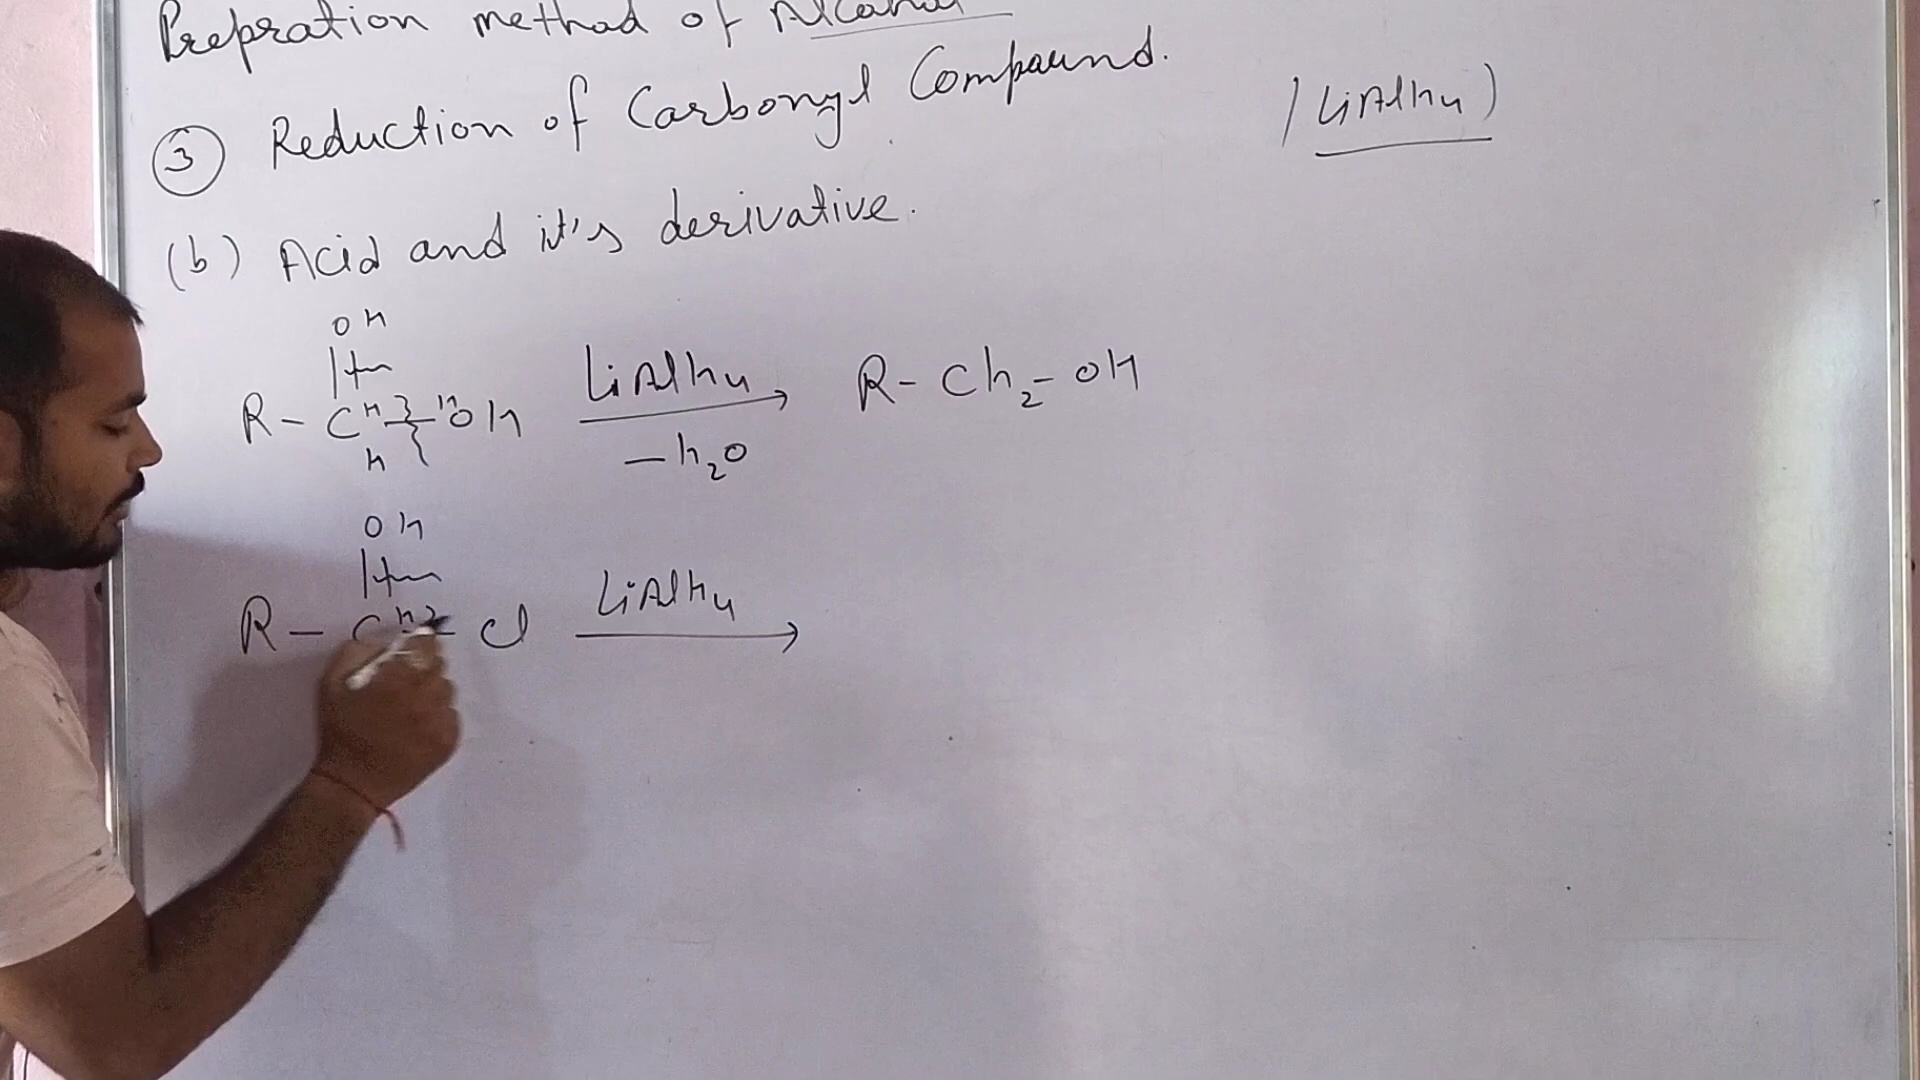 Prepration method of Alcohol
③ Reduction of Carbonyl Compaund. (LiAlh4)
(b) Acid and it's derivative.
OH
R - C - OH LiAlh4 → R - Ch2 - OH
H
- h2O
OH
R - C - Cl LiAlH4 →